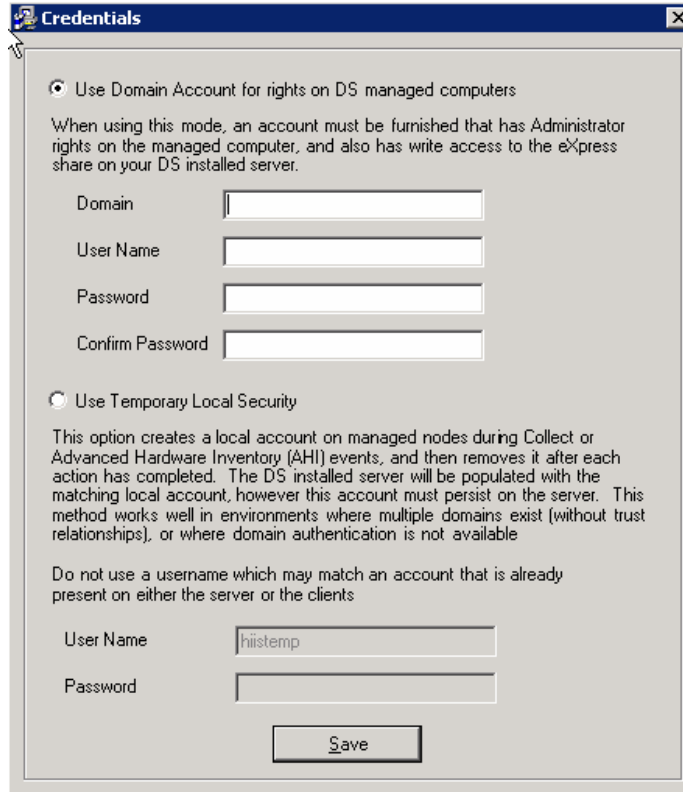 Credentials
Use Domain Account for rights on DS managed computers
When using this mode, an account must be furnished that has Administrator
rights on the managed computer, and also has write access to the eXpress
share on your DS installed server.
Domain
User Name
Password
Confirm Password
Use Temporary Local Security
This option creates a local account on managed nodes during Collect or
Advanced Hardware Inventory (AHI) events, and then removes it after each
action has completed. The DS installed server will be populated with the
matching local account, however this account must persist on the server. This
method works well in environments where multiple domains exist (without trust
relationships), or where domain authentication is not available
Do not use a username which may match an account that is already
present on either the server or the clients
User Name hiistemp
Password
Save